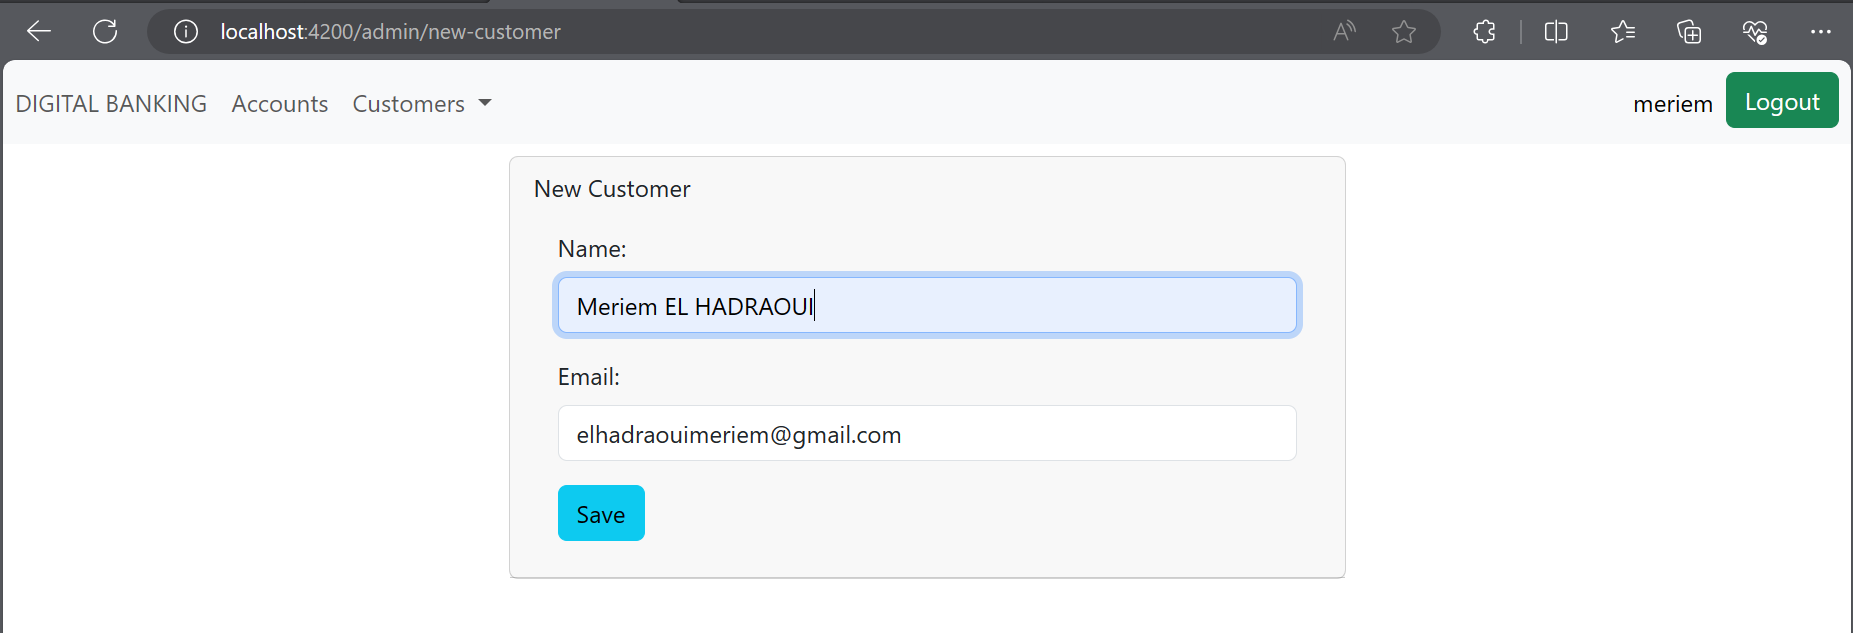 localhost:4200/admin/new-customer
DIGITAL BANKING Accounts Customers meriem Logout
New Customer
Name:
Meriem EL HADRAOUI
Email:
elhadraouimeriem@gmail.com
Save